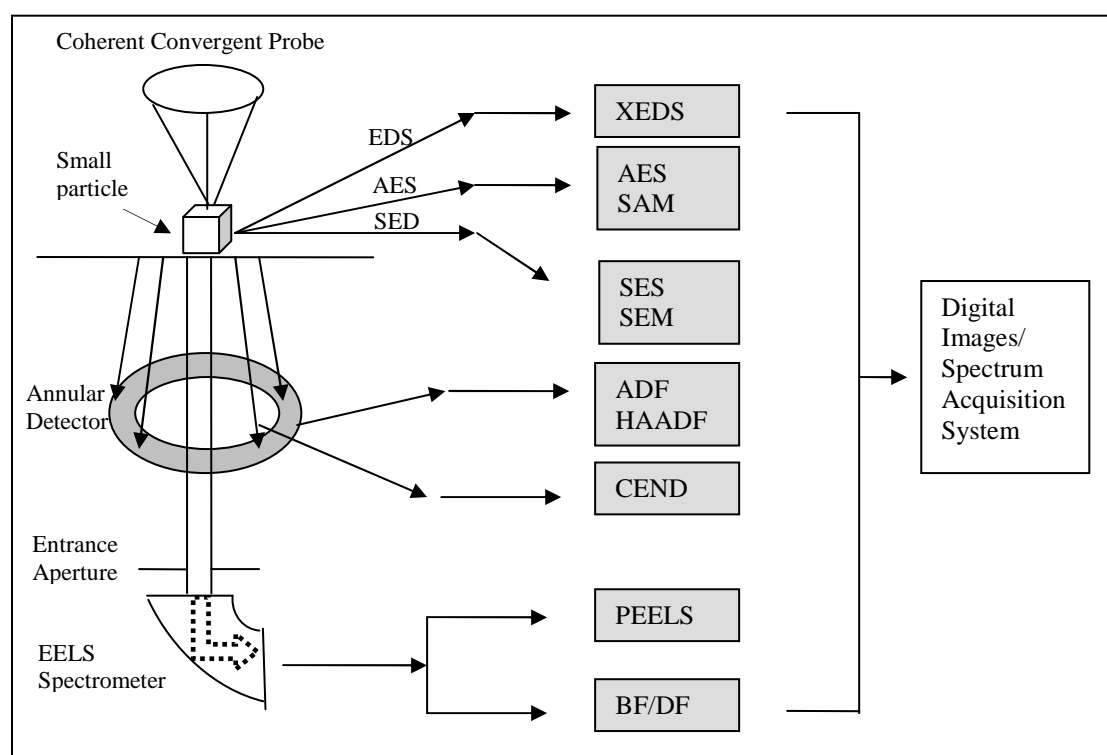 Coherent Convergent Probe
Small
particle
EDS
AES
SED
XEDS
AES
SAM
SES
SEM
Annular
Detector
ADF
HAADF
CEND
Entrance
Aperture
EELS
Spectrometer
PEELS
BF/DF
Digital
Images/
Spectrum
Acquisition
System